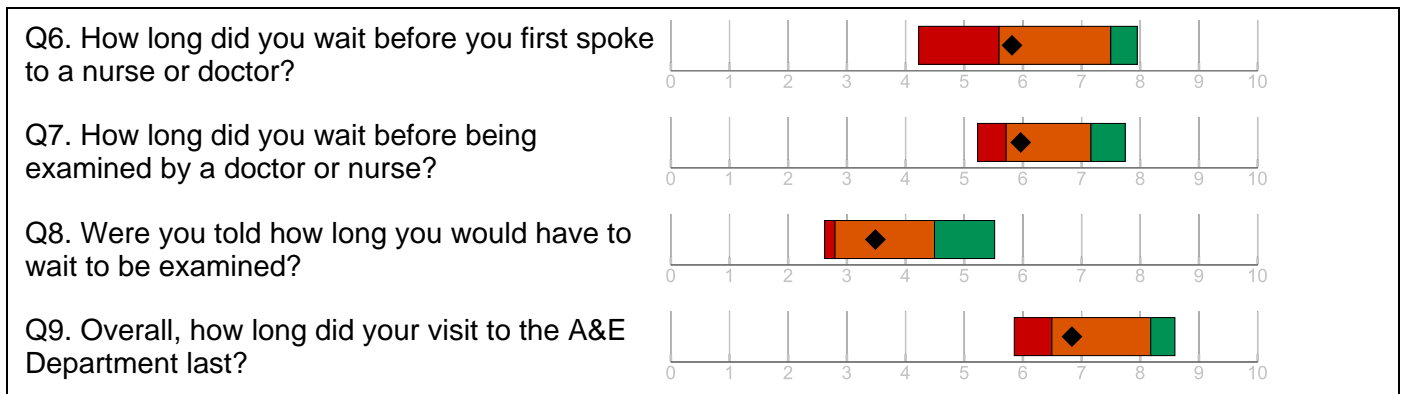 Q6. How long did you wait before you first spoke
to a nurse or doctor?
0 1 2 3 4 5 6 7 8 9 10
Q7. How long did you wait before being
examined by a doctor or nurse?
0 1 2 3 4 5 6 7 8 9 10
Q8. Were you told how long you would have to
wait to be examined?
0 1 2 3 4 5 6 7 8 9 10
Q9. Overall, how long did your visit to the A&E
Department last?
0 1 2 3 4 5 6 7 8 9 10